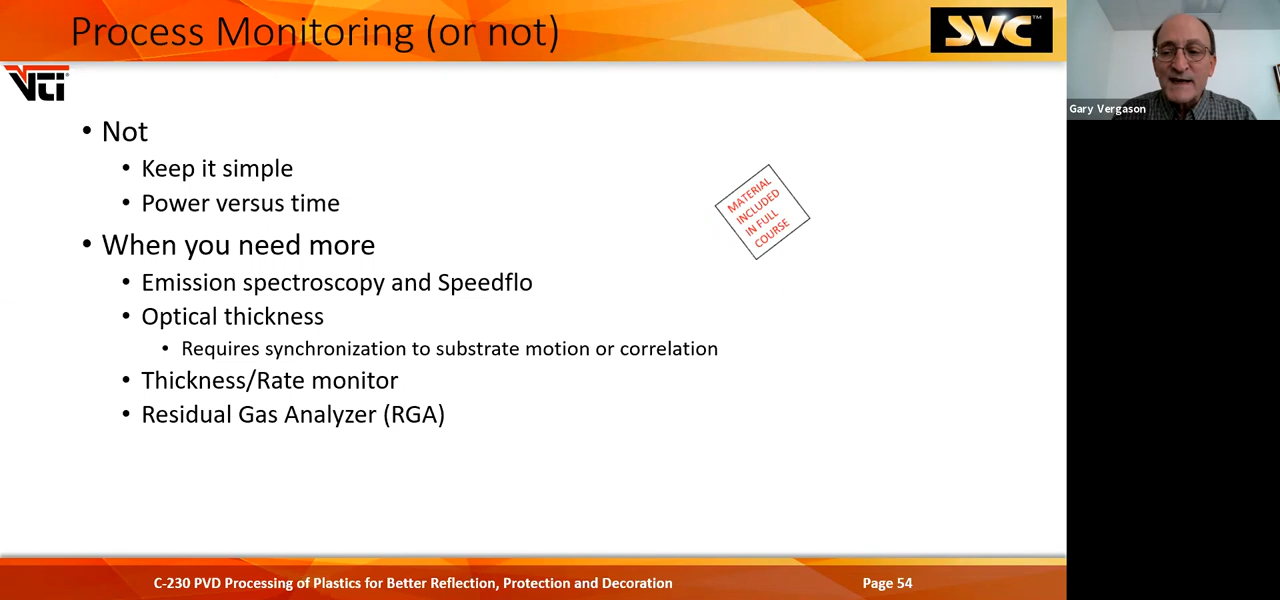 Process Monitoring (or not)
SVC™
VTi®
Gary Vergason
• Not
• Keep it simple
• Power versus time
• When you need more
• Emission spectroscopy and Speedflo
• Optical thickness
• Requires synchronization to substrate motion or correlation
• Thickness/Rate monitor
• Residual Gas Analyzer (RGA)
MATERIAL
INCLUDED
IN FULL
COURSE
C-230 PVD Processing of Plastics for Better Reflection, Protection and Decoration
Page 54